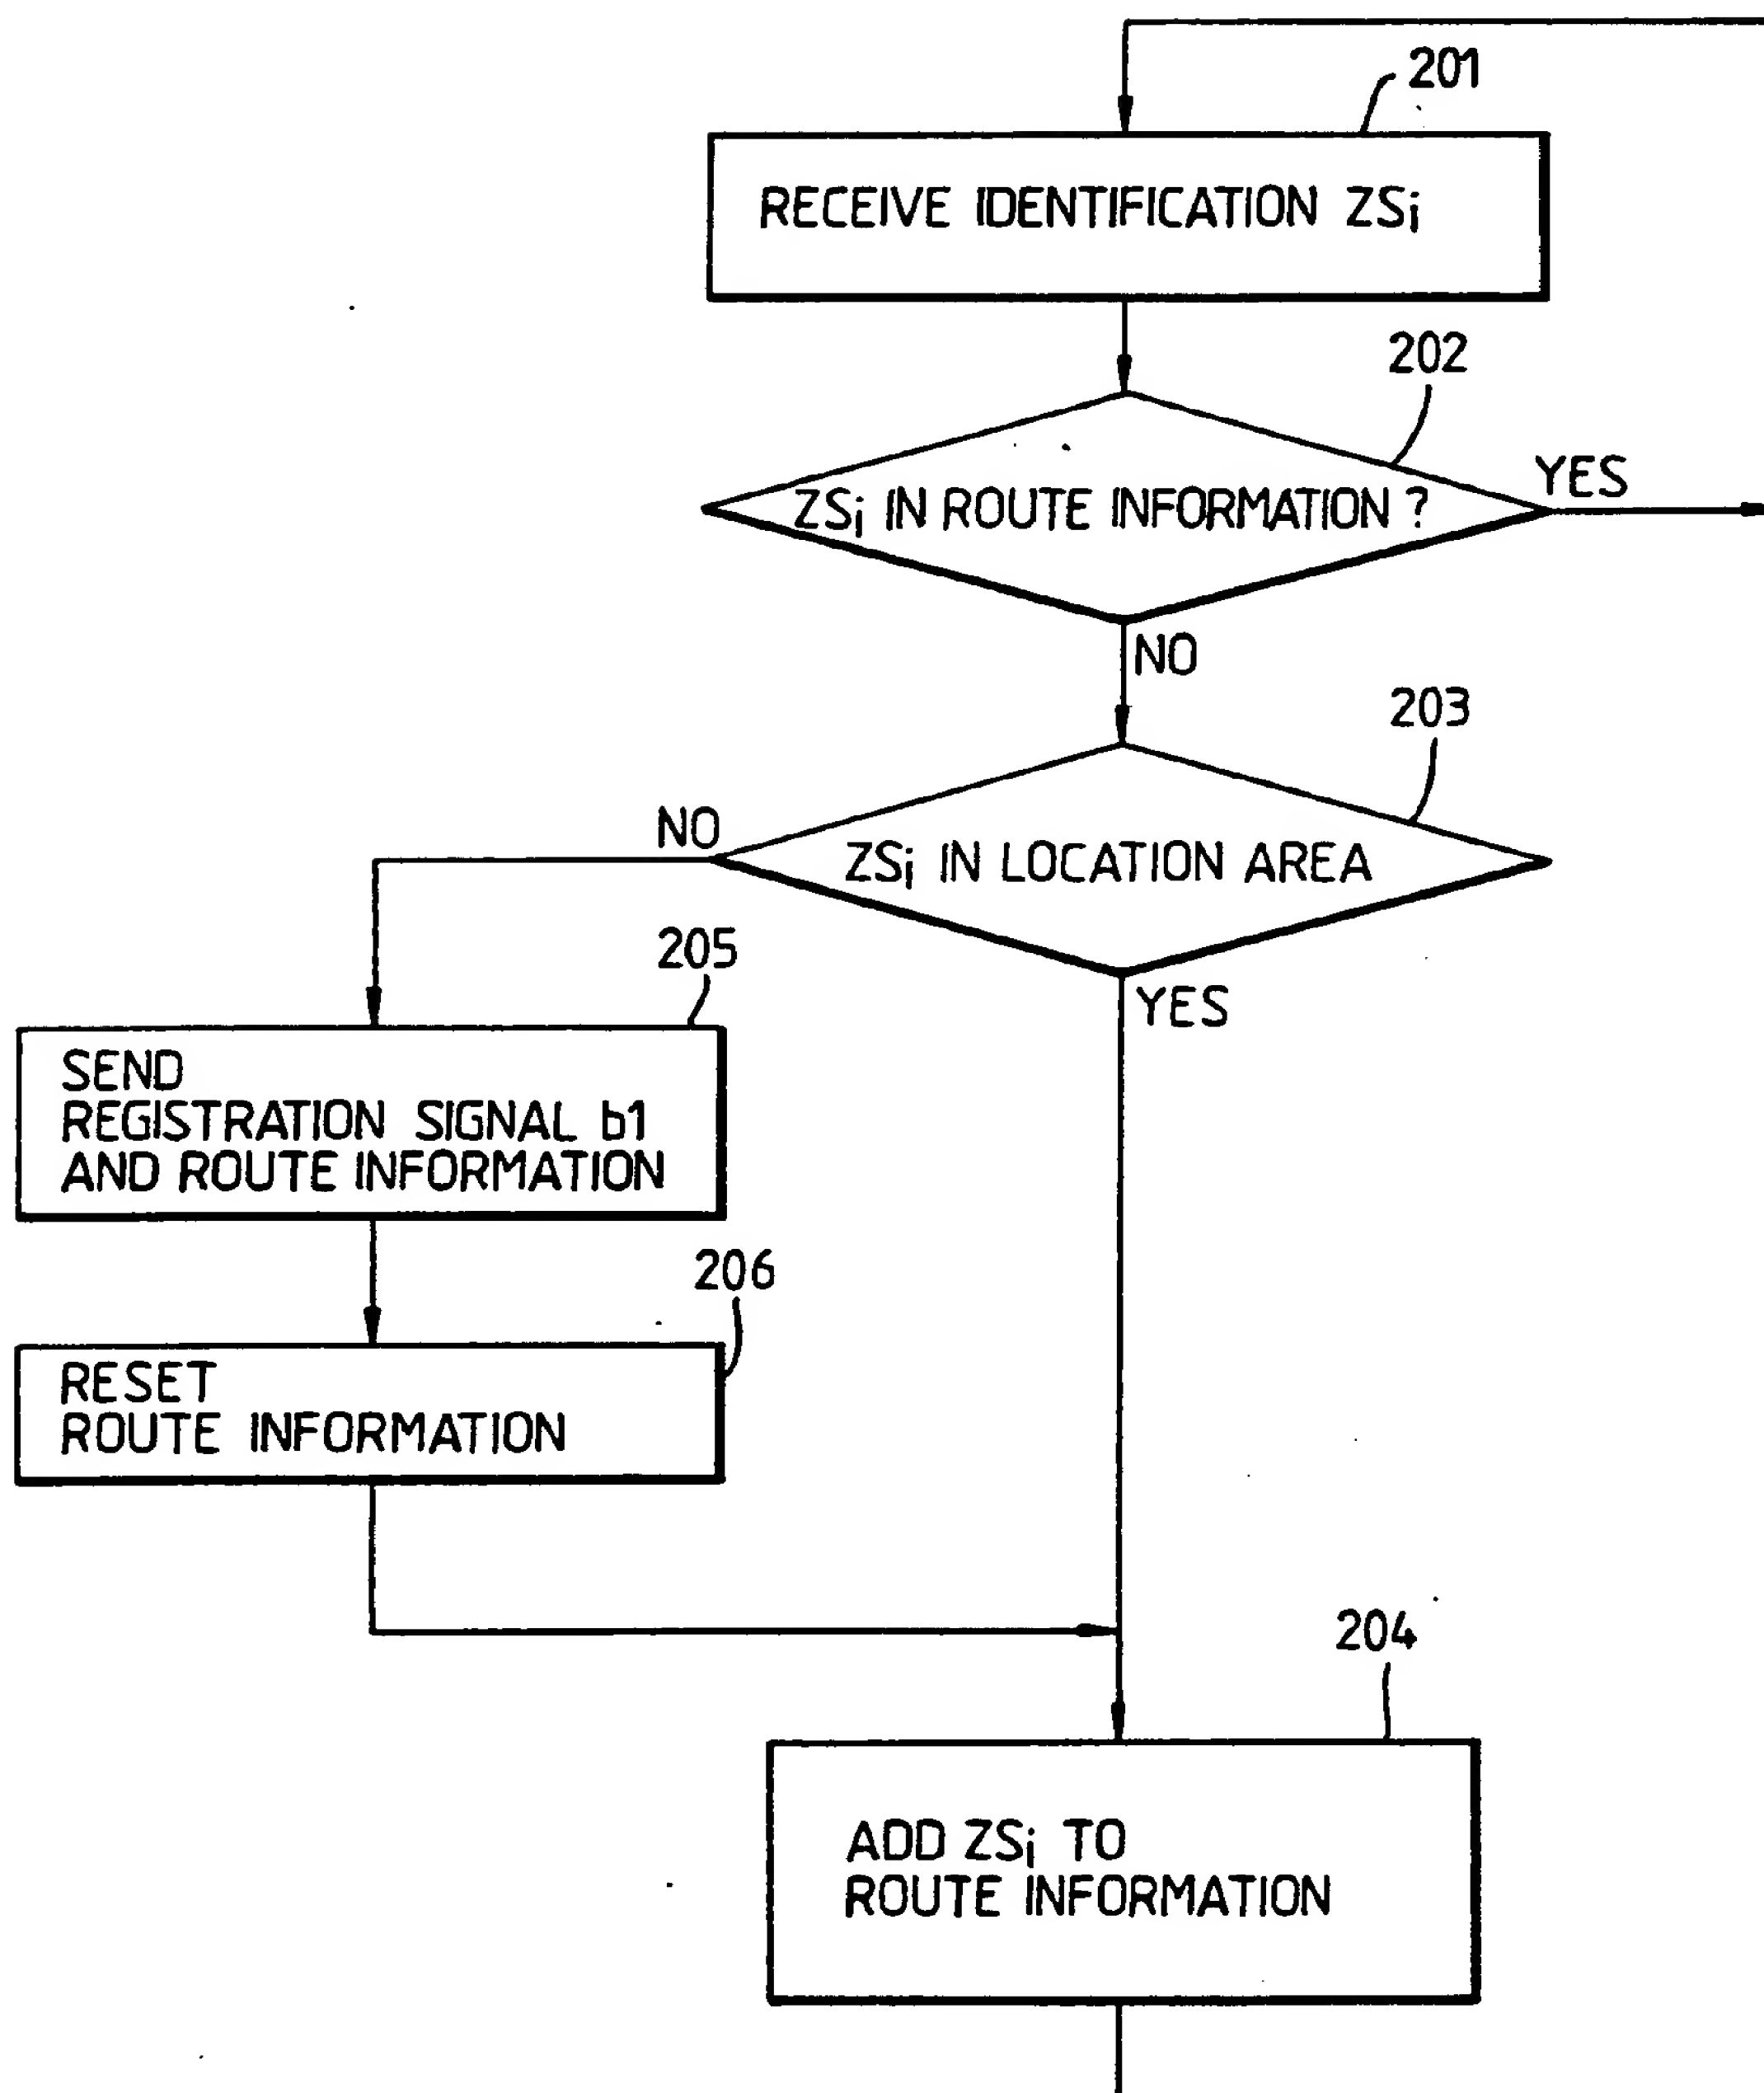 201
RECEIVE IDENTIFICATION ZSi
202
ZSi IN ROUTE INFORMATION ?
YES
NO
203
ZSi IN LOCATION AREA
NO
YES
205
SEND
REGISTRATION SIGNAL b1
AND ROUTE INFORMATION
206
RESET
ROUTE INFORMATION
204
ADD ZSi TO
ROUTE INFORMATION